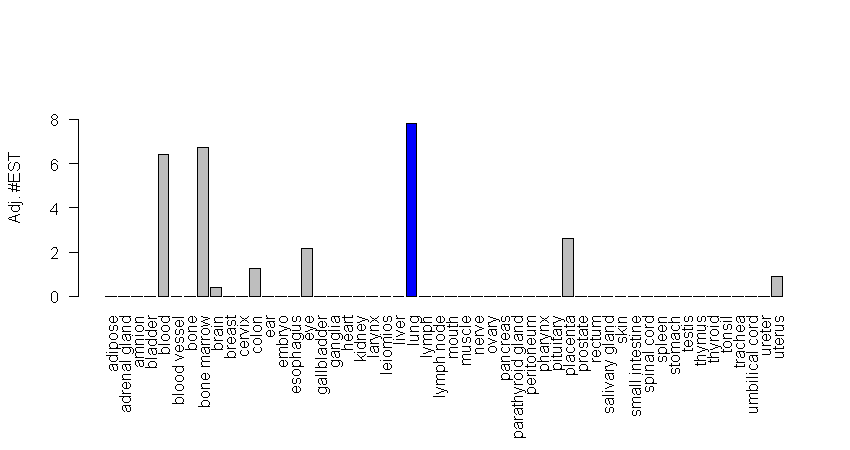 Adj. #EST
8
6
4
2
0
adipose
adrenal gland
amnion
bladder
blood
blood vessel
bone
bone marrow
brain
breast
cervix
colon
ear
embryo
esophagus
eye
gallbladder
ganglia
heart
kidney
larynx
leiomios
liver
lung
lymph
lymph node
mouth
muscle
nerve
ovary
pancreas
parathyroid gland
peritoneum
pharynx
pituitary
placenta
prostate
rectum
salivary gland
skin
small intestine
spinal cord
spleen
stomach
testis
thymus
thyroid
tonsil
trachea
umbilical cord
ureter
uterus